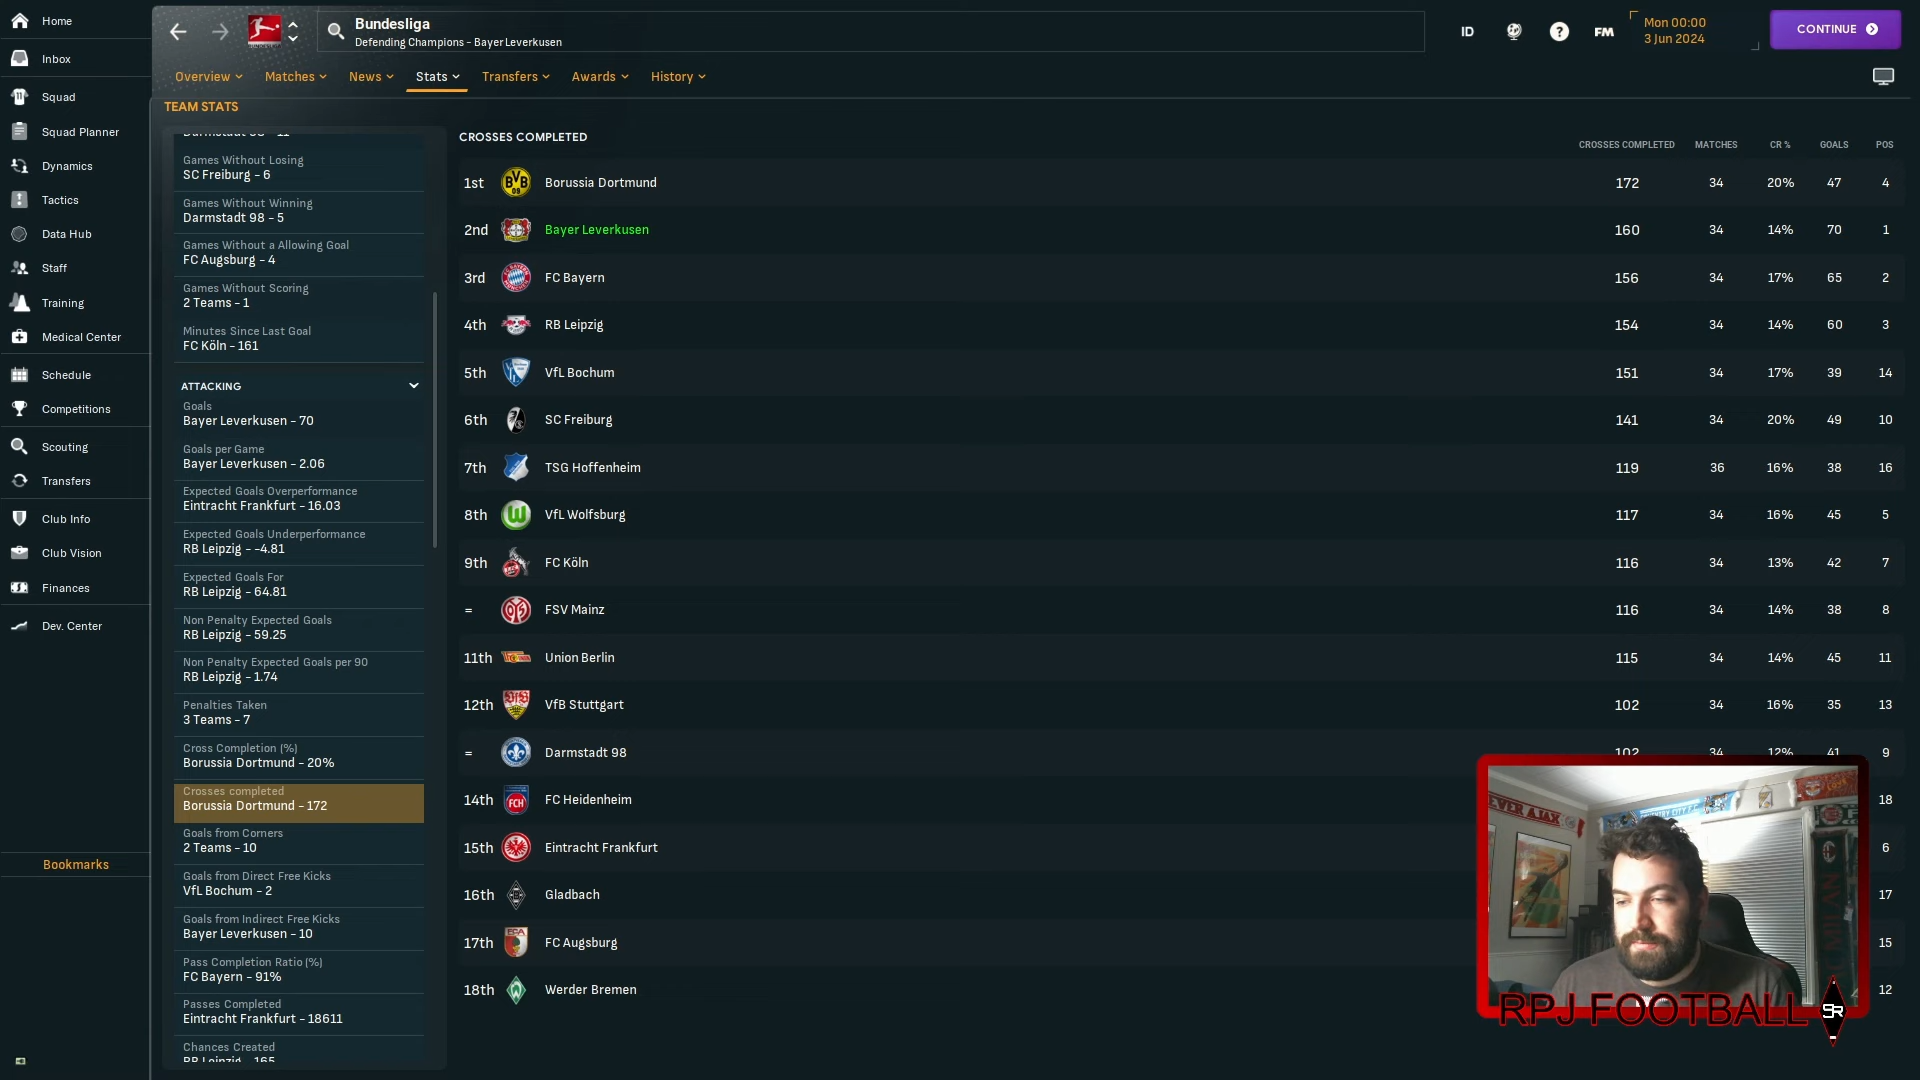 Home
Inbox
Squad
Squad Planner
Dynamics
Tactics
Data Hub
Staff
Training
Medical Center
Schedule
Competitions
Scouting
Transfers
Club Info
Club Vision
Finances
Dev. Center
Bookmarks
Bundesliga
Defending Champions - Bayer Leverkusen
ID
?
FM
Mon 00:00
3 Jun 2024
CONTINUE
Overview Matches News Stats Transfers Awards History
TEAM STATS
Darmstadt 98 - 11
Games Without Losing
SC Freiburg - 6
Games Without Winning
Darmstadt 98 - 5
Games Without a Allowing Goal
FC Augsburg - 4
Games Without Scoring
2 Teams - 1
Minutes Since Last Goal
FC Köln - 161
ATTACKING
Goals
Bayer Leverkusen - 70
Goals per Game
Bayer Leverkusen - 2.06
Expected Goals Overperformance
Eintracht Frankfurt - 16.03
Expected Goals Underperformance
RB Leipzig - -4.81
Expected Goals For
RB Leipzig - 64.81
Non Penalty Expected Goals
RB Leipzig - 59.25
Non Penalty Expected Goals per 90
RB Leipzig - 1.74
Penalties Taken
3 Teams - 7
Cross Completion (%)
Borussia Dortmund - 20%
Crosses completed
Borussia Dortmund - 172
Goals from Corners
2 Teams - 10
Goals from Direct Free Kicks
VfL Bochum - 2
Goals from Indirect Free Kicks
Bayer Leverkusen - 10
Pass Completion Ratio (%)
FC Bayern - 91%
Passes Completed
Eintracht Frankfurt - 18611
Chances Created
RB Leipzig - 165
CROSSES COMPLETED
CROSSES COMPLETED MATCHES CR % GOALS POS
1st Borussia Dortmund 172 34 20% 47 4
2nd Bayer Leverkusen 160 34 14% 70 1
3rd FC Bayern 156 34 17% 65 2
4th RB Leipzig 154 34 14% 60 3
5th VfL Bochum 151 34 17% 39 14
6th SC Freiburg 141 34 20% 49 10
7th TSG Hoffenheim 119 36 16% 38 16
8th VfL Wolfsburg 117 34 16% 45 5
9th FC Köln 116 34 13% 42 7
= FSV Mainz 116 34 14% 38 8
11th Union Berlin 115 34 14% 45 11
12th VfB Stuttgart 102 34 16% 35 13
= Darmstadt 98 102 34 12% 41 9
14th FC Heidenheim 18
15th Eintracht Frankfurt 6
16th Gladbach 17
17th FC Augsburg 15
18th Werder Bremen 12
RPJ FOOTBALL